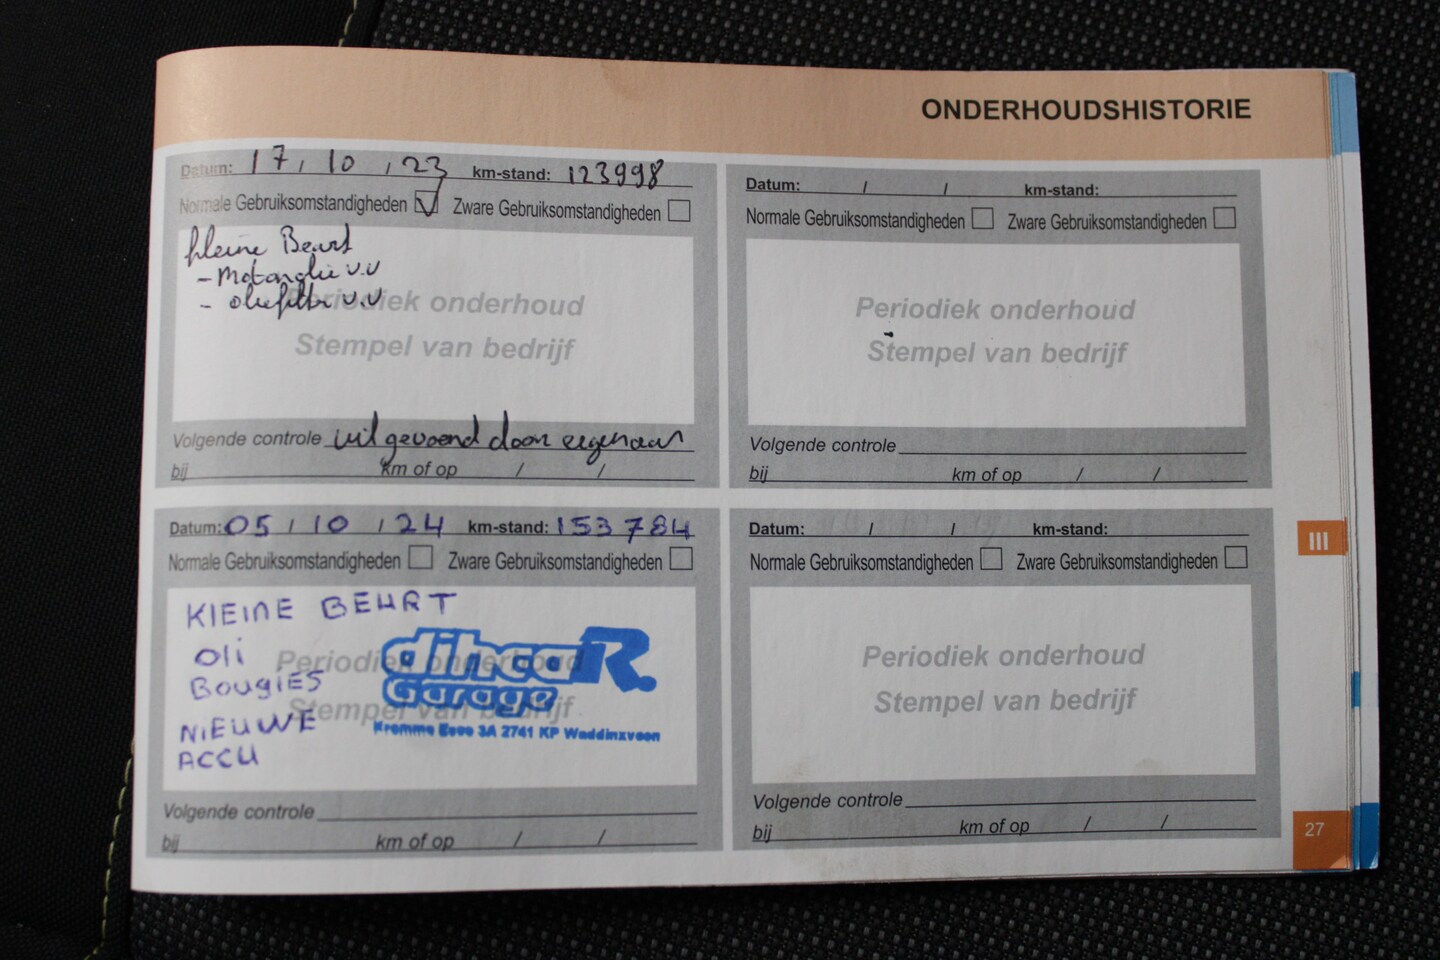 ONDERHOUDSHISTORIE
Datum: 17 / 10 / 23 km-stand: 123998
Normale Gebruiksomstandigheden Zware Gebruiksomstandigheden
kleine Beurt
- Motorolie v.v
- oliefilter v.v
Periodiek onderhoud
Stempel van bedrijf
Volgende controle uitgevoerd door eigenaar
bij km of op / /
Datum: / / km-stand:
Normale Gebruiksomstandigheden Zware Gebruiksomstandigheden
Periodiek onderhoud
Stempel van bedrijf
Volgende controle
bij km of op / /
Datum: 05 / 10 / 24 km-stand: 153784
Normale Gebruiksomstandigheden Zware Gebruiksomstandigheden
KlEINE BEURT
Oli
BougiES
NiEUWE
ACCU
Periodiek onderhoud
Stempel van bedrijf
dihcaR.
Garage
3A 2741 KP Waddinxveen
Volgende controle
bij km of op / /
Datum: / / km-stand:
Normale Gebruiksomstandigheden Zware Gebruiksomstandigheden
Periodiek onderhoud
Stempel van bedrijf
Volgende controle
bij km of op / /
III
27